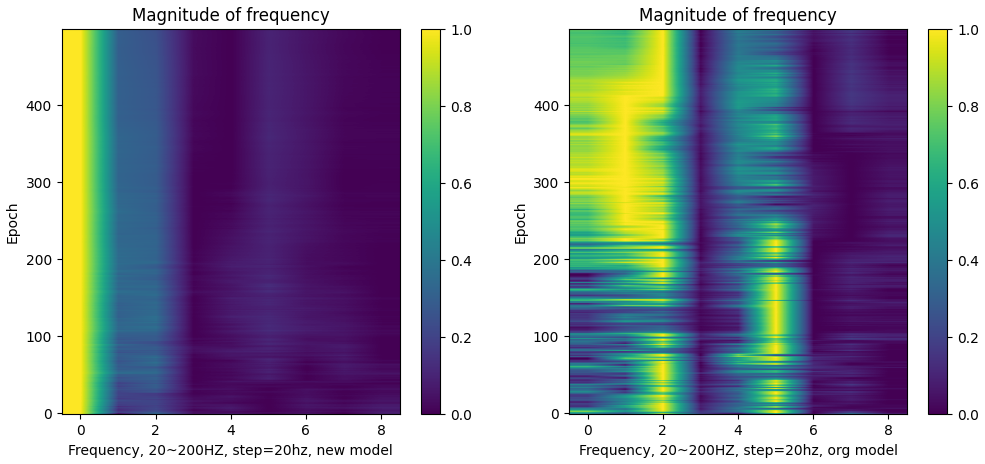 Magnitude of frequency
Epoch
400
300
200
100
0
0 2 4 6 8
Frequency, 20~200HZ, step=20hz, new model
1.0
0.8
0.6
0.4
0.2
0.0
Magnitude of frequency
Epoch
400
300
200
100
0
0 2 4 6 8
Frequency, 20~200HZ, step=20hz, org model
1.0
0.8
0.6
0.4
0.2
0.0